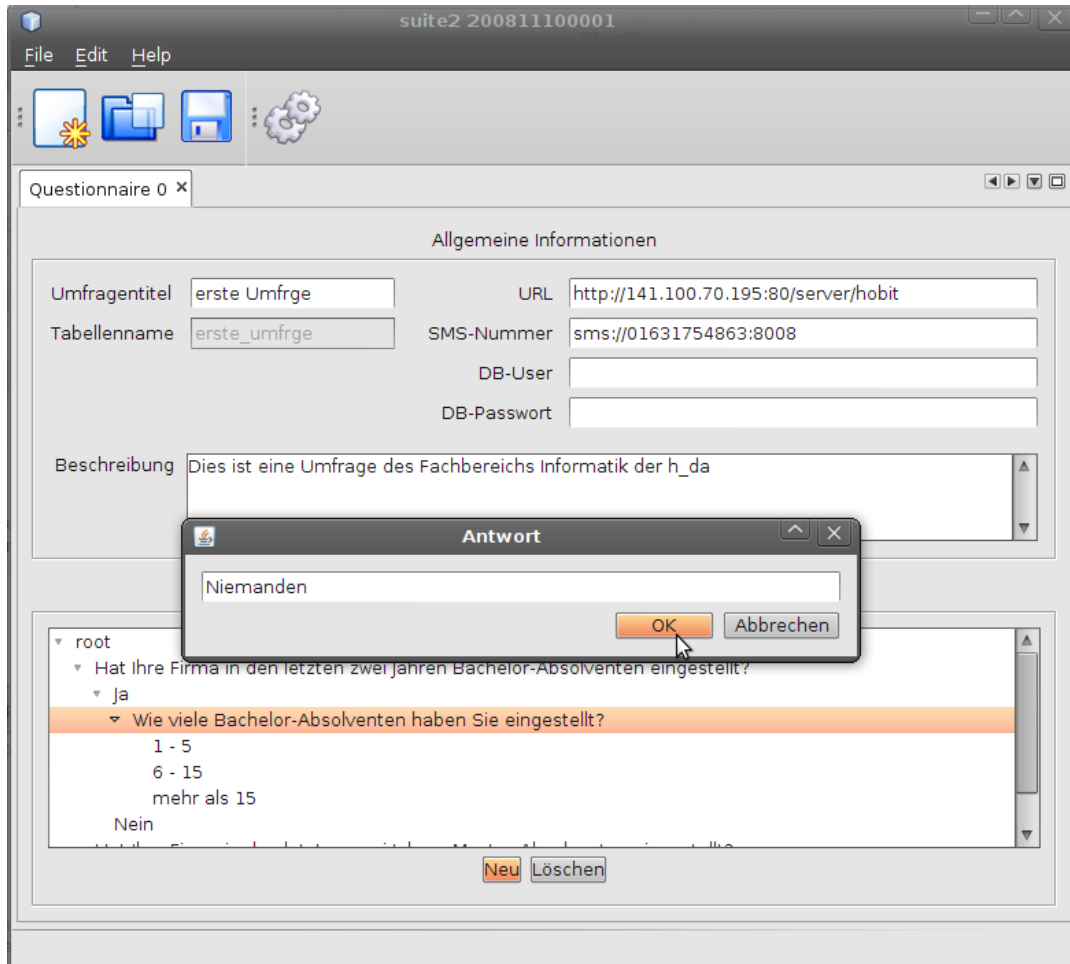 suite2 200811100001
File Edit Help
Questionnaire 0
Allgemeine Informationen
Umfragentitel erste Umfrge URL http://141.100.70.195:80/server/hobit
Tabellenname erste_umfrge SMS-Nummer sms://01631754863:8008
DB-User
DB-Passwort
Beschreibung Dies ist eine Umfrage des Fachbereichs Informatik der h_da
Antwort
Niemanden
OK Abbrechen
root
Hat Ihre Firma in den letzten zwei Jahren Bachelor-Absolventen eingestellt?
Ja
Wie viele Bachelor-Absolventen haben Sie eingestellt?
1 - 5
6 - 15
mehr als 15
Nein
Neu Löschen